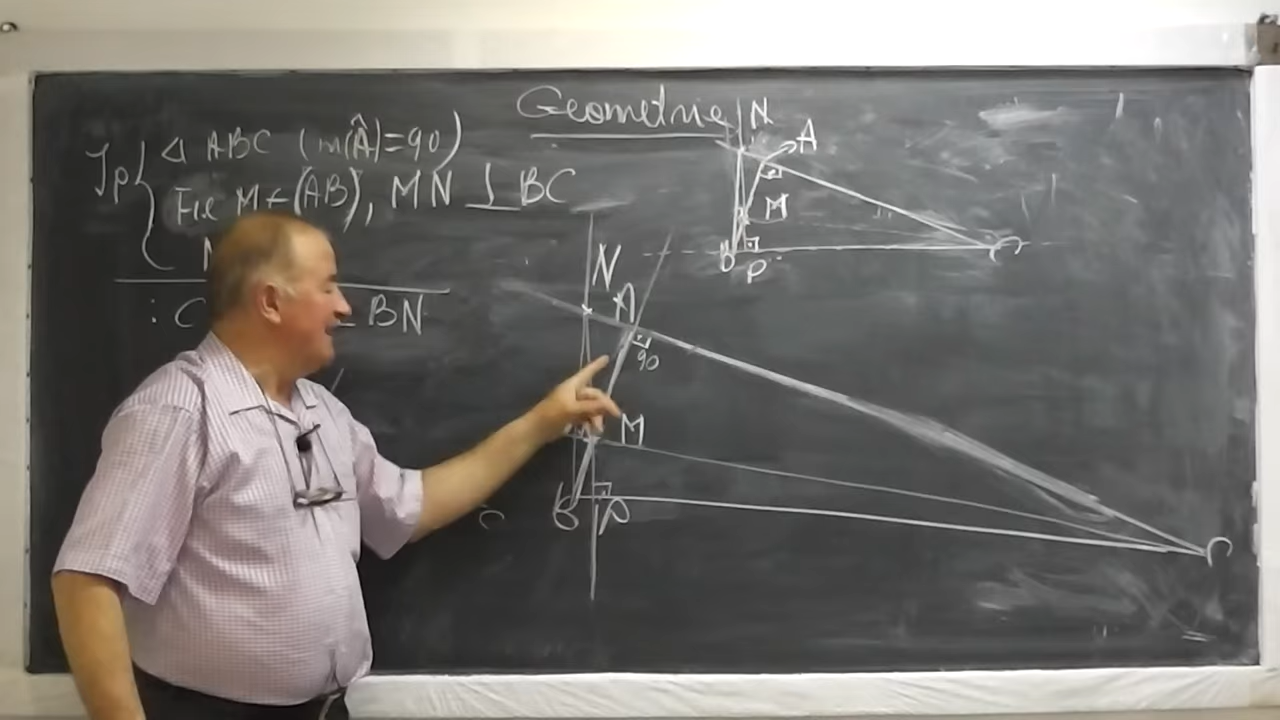 Geometrie
Ip { Δ ABC (m(Â)=90)
Fie M ∈ (AB), MN ⊥ BC
N
: C ⊥ BN
N
A
M
B
P
C
N
A
90
M
B
P
C